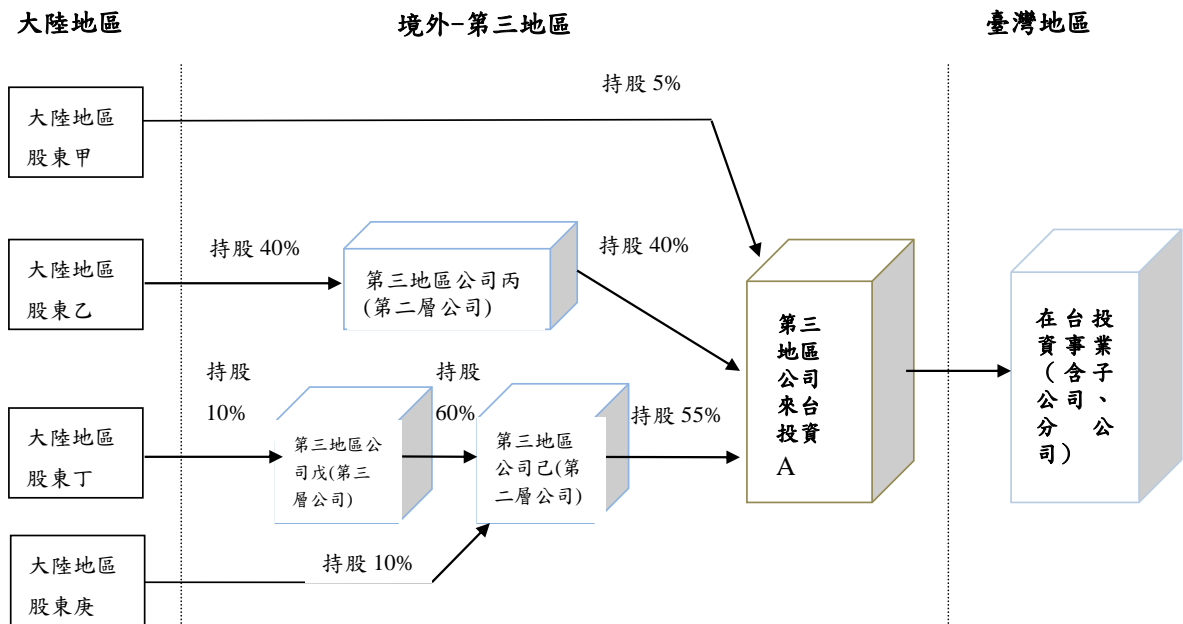 大陸地區
境外-第三地區
臺灣地區
大陸地區
股東甲
持股 5%
大陸地區
股東乙
持股 40%
第三地區公司丙
(第二層公司)
持股 40%
第三
地區
公司
來台
投資
A
在台投
資事業
（含子
公司、
分公
司）
大陸地區
股東丁
持股
10%
第三地區公
司戊(第三
層公司)
持股
60%
第三地區
公司己(第
二層公司)
持股 55%
大陸地區
股東庚
持股 10%